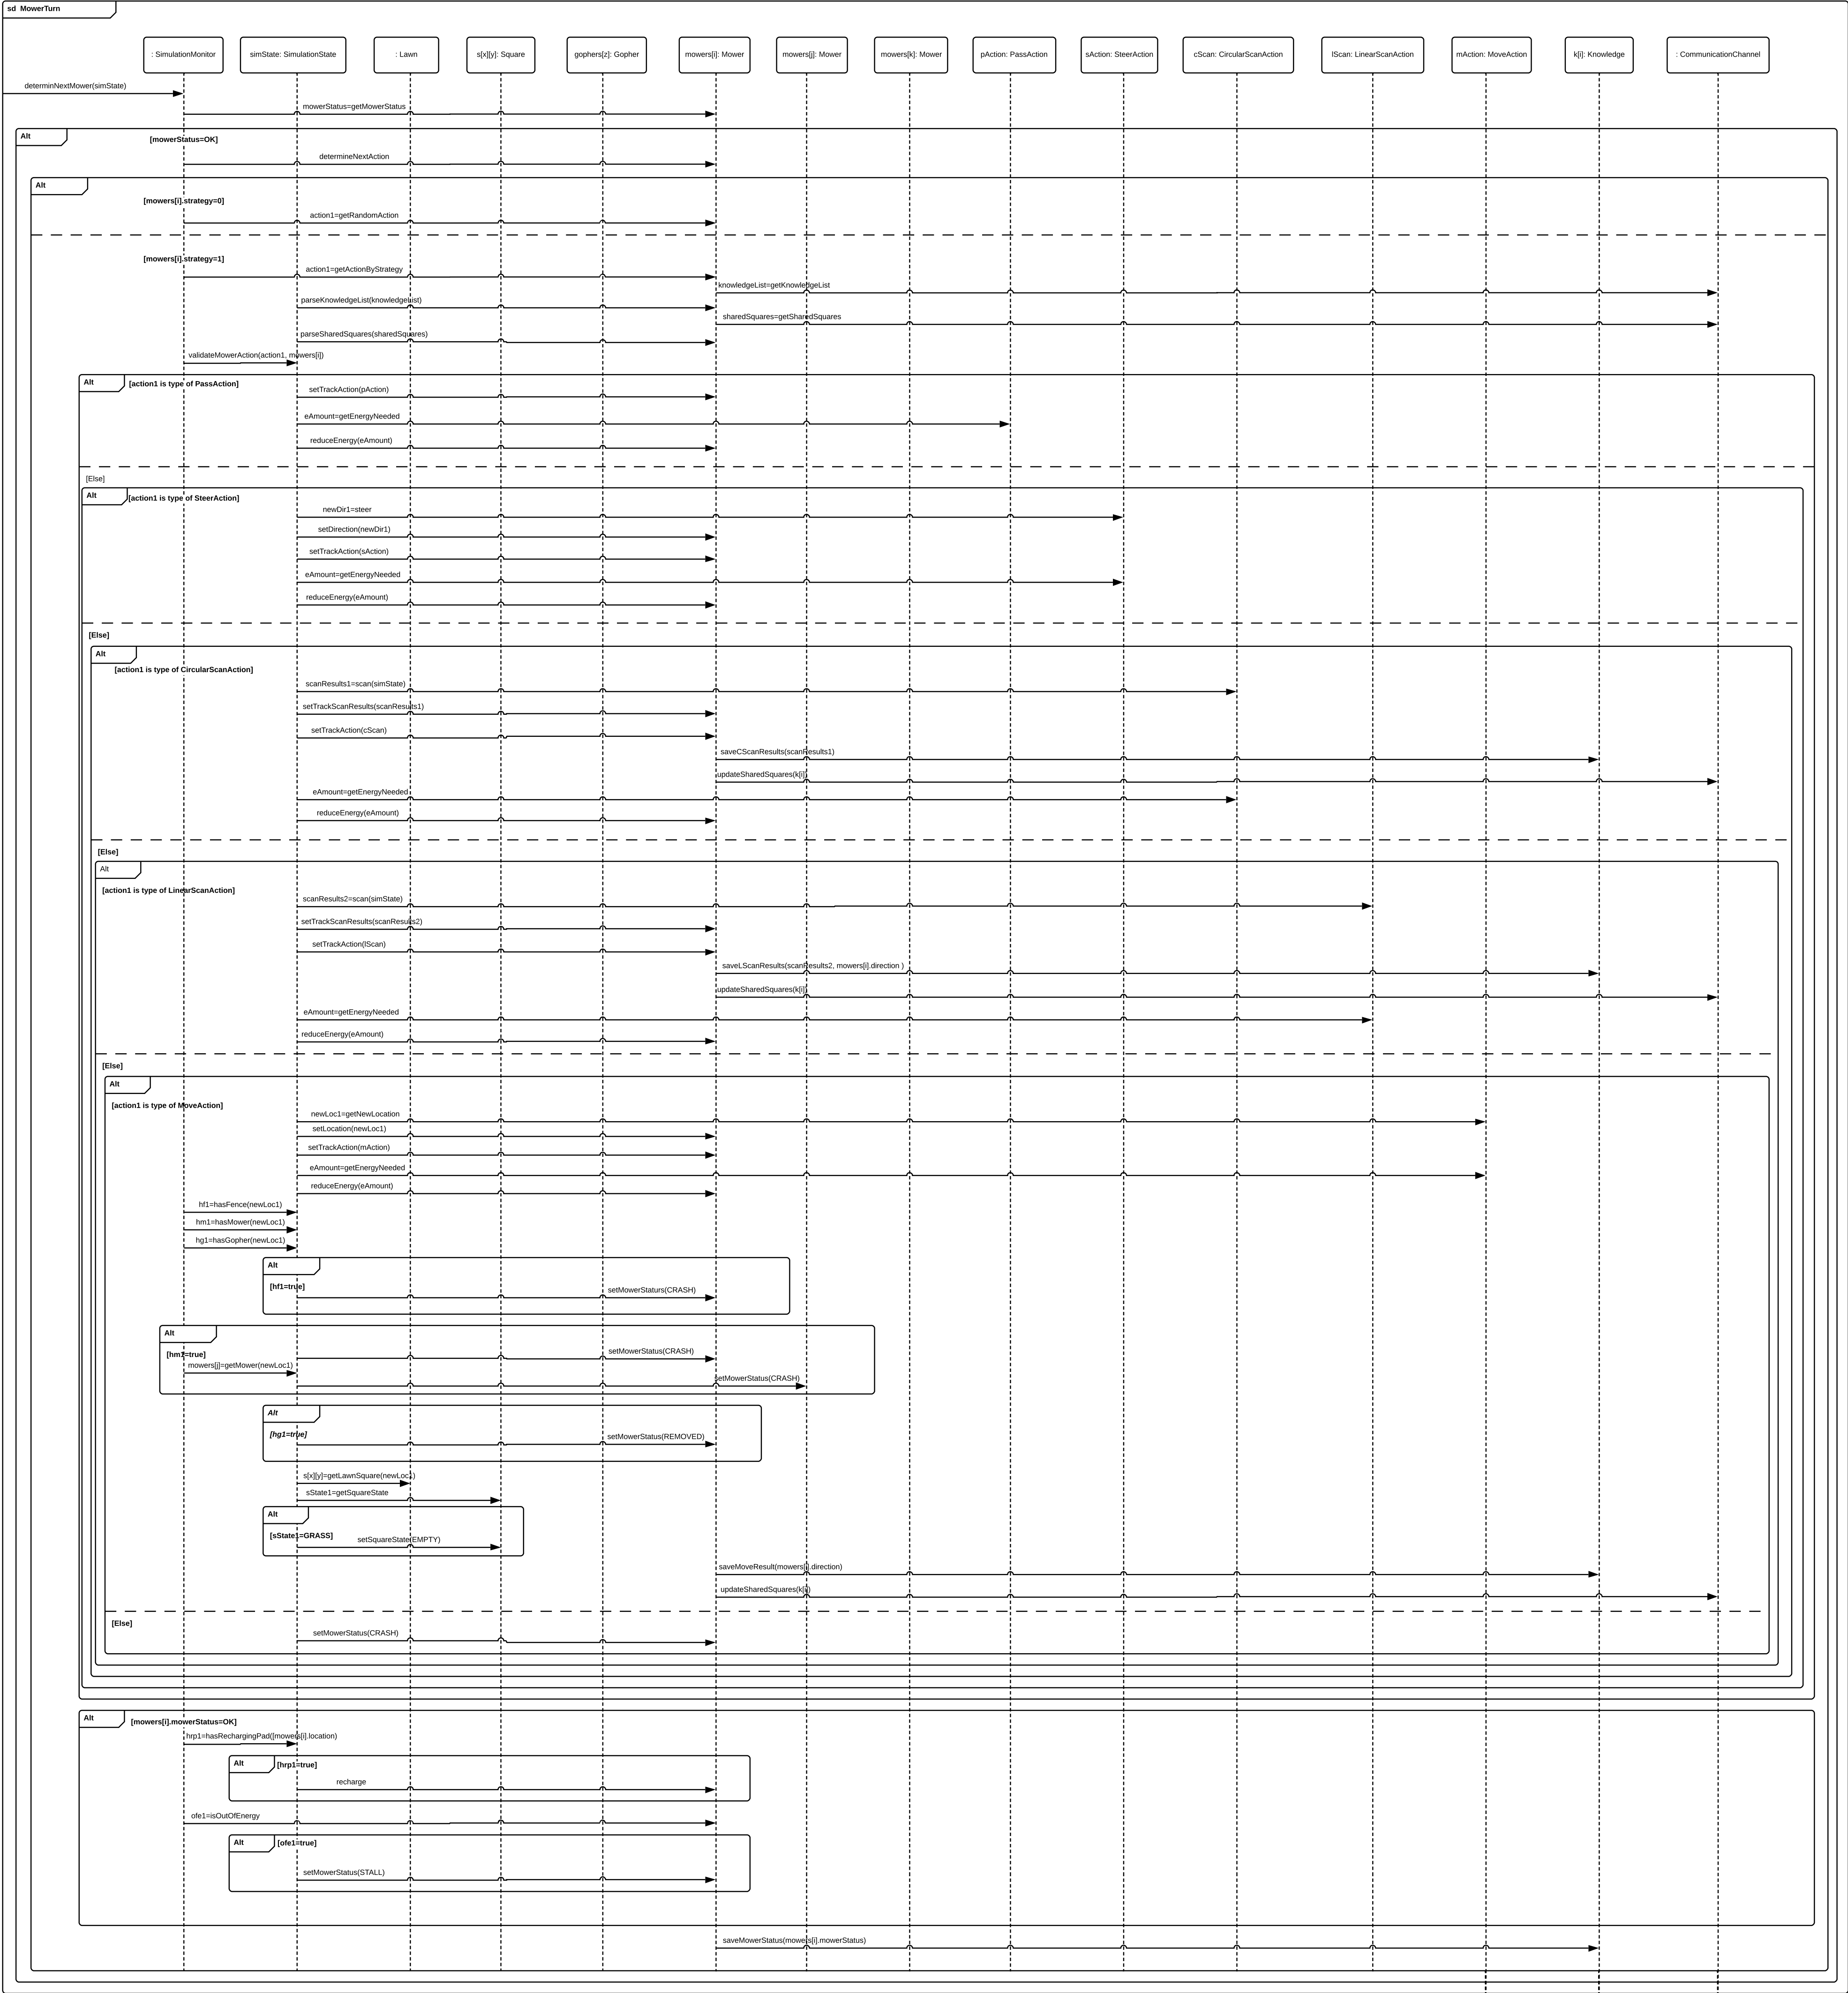 sd  MowerTurn
: SimulationMonitor
simState: SimulationState
: Lawn
s[x][y]: Square
gophers[z]: Gopher
mowers[i]: Mower
mowers[j]: Mower
mowers[k]: Mower
pAction: PassAction
sAction: SteerAction
cScan: CircularScanAction
lScan: LinearScanAction
mAction: MoveAction
k[i]: Knowledge
: CommunicationChannel
determinNextMower(simState)
mowerStatus=getMowerStatus
Alt
[mowerStatus=OK]
determineNextAction
Alt
[mowers[i].strategy=0]
action1=getRandomAction
[mowers[i].strategy=1]
action1=getActionByStrategy
knowledgeList=getKnowledgeList
parseKnowledgeList(knowledgeList)
sharedSquares=getSharedSquares
parseSharedSquares(sharedSquares)
validateMowerAction(action1, mowers[i])
Alt
[action1 is type of PassAction]
setTrackAction(pAction)
eAmount=getEnergyNeeded
reduceEnergy(eAmount)
[Else]
Alt
[action1 is type of SteerAction]
newDir1=steer
setDirection(newDir1)
setTrackAction(sAction)
eAmount=getEnergyNeeded
reduceEnergy(eAmount)
[Else]
Alt
[action1 is type of CircularScanAction]
scanResults1=scan(simState)
setTrackScanResults(scanResults1)
setTrackAction(cScan)
saveCScanResults(scanResults1)
updateSharedSquares(k[i])
eAmount=getEnergyNeeded
reduceEnergy(eAmount)
[Else]
Alt
[action1 is type of LinearScanAction]
scanResults2=scan(simState)
setTrackScanResults(scanResults2)
setTrackAction(lScan)
saveLScanResults(scanResults2, mowers[i].direction )
updateSharedSquares(k[i])
eAmount=getEnergyNeeded
reduceEnergy(eAmount)
[Else]
Alt
[action1 is type of MoveAction]
newLoc1=getNewLocation
setLocation(newLoc1)
setTrackAction(mAction)
eAmount=getEnergyNeeded
reduceEnergy(eAmount)
hf1=hasFence(newLoc1)
hm1=hasMower(newLoc1)
hg1=hasGopher(newLoc1)
Alt
[hf1=true]
setMowerStaturs(CRASH)
Alt
[hm1=true]
setMowerStatus(CRASH)
mowers[j]=getMower(newLoc1)
setMowerStatus(CRASH)
Alt
[hg1=true]
setMowerStatus(REMOVED)
s[x][y]=getLawnSquare(newLoc1)
sState1=getSquareState
Alt
[sState1=GRASS]
setSquareState(EMPTY)
saveMoveResult(mowers[i].direction)
updateSharedSquares(k[i])
[Else]
setMowerStatus(CRASH)
Alt
[mowers[i].mowerStatus=OK]
hrp1=hasRechargingPad([mowers[i].location)
Alt
[hrp1=true]
recharge
ofe1=isOutOfEnergy
Alt
[ofe1=true]
setMowerStatus(STALL)
saveMowerStatus(mowers[i].mowerStatus)